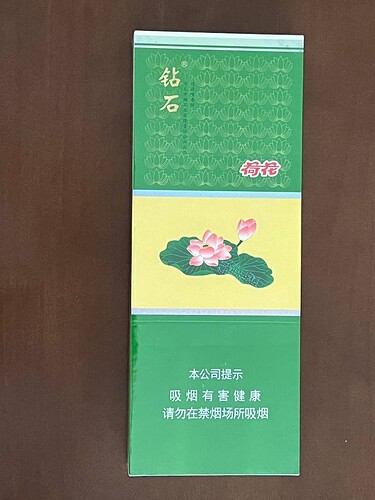 钻石®
荷花
本公司提示
吸烟有害健康
请勿在禁烟场所吸烟